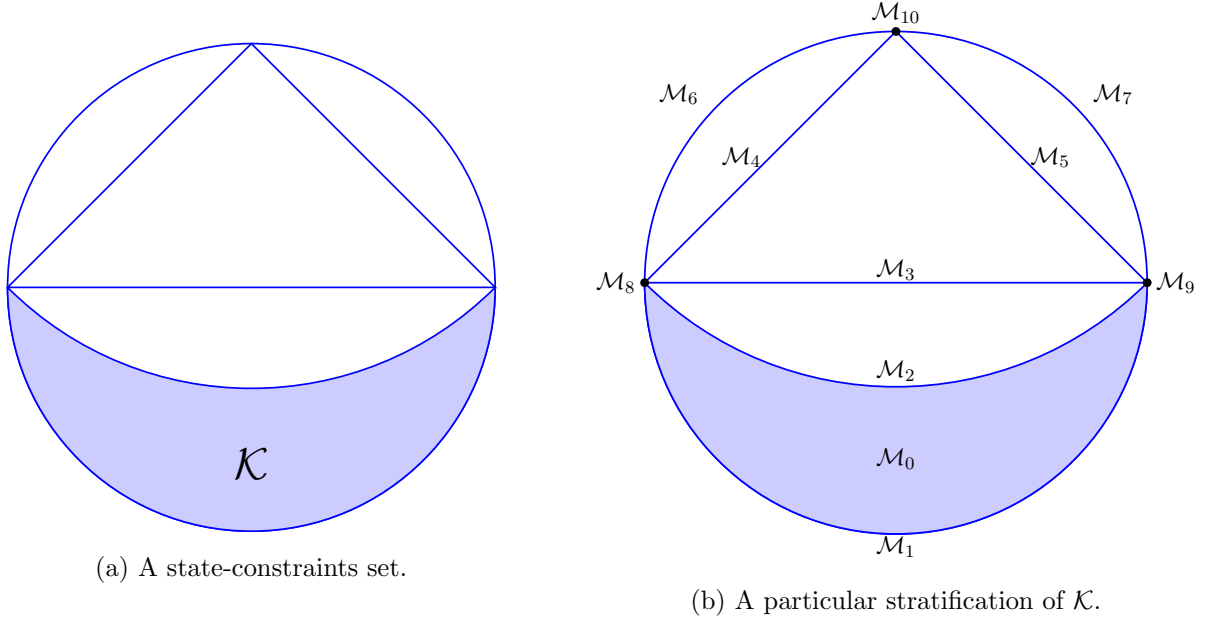 𝒦
(a) A state-constraints set.
ℳ₁₀
ℳ₆
ℳ₇
ℳ₄
ℳ₅
ℳ₃
ℳ₈
ℳ₉
ℳ₂
ℳ₀
ℳ₁
(b) A particular stratification of 𝒦.